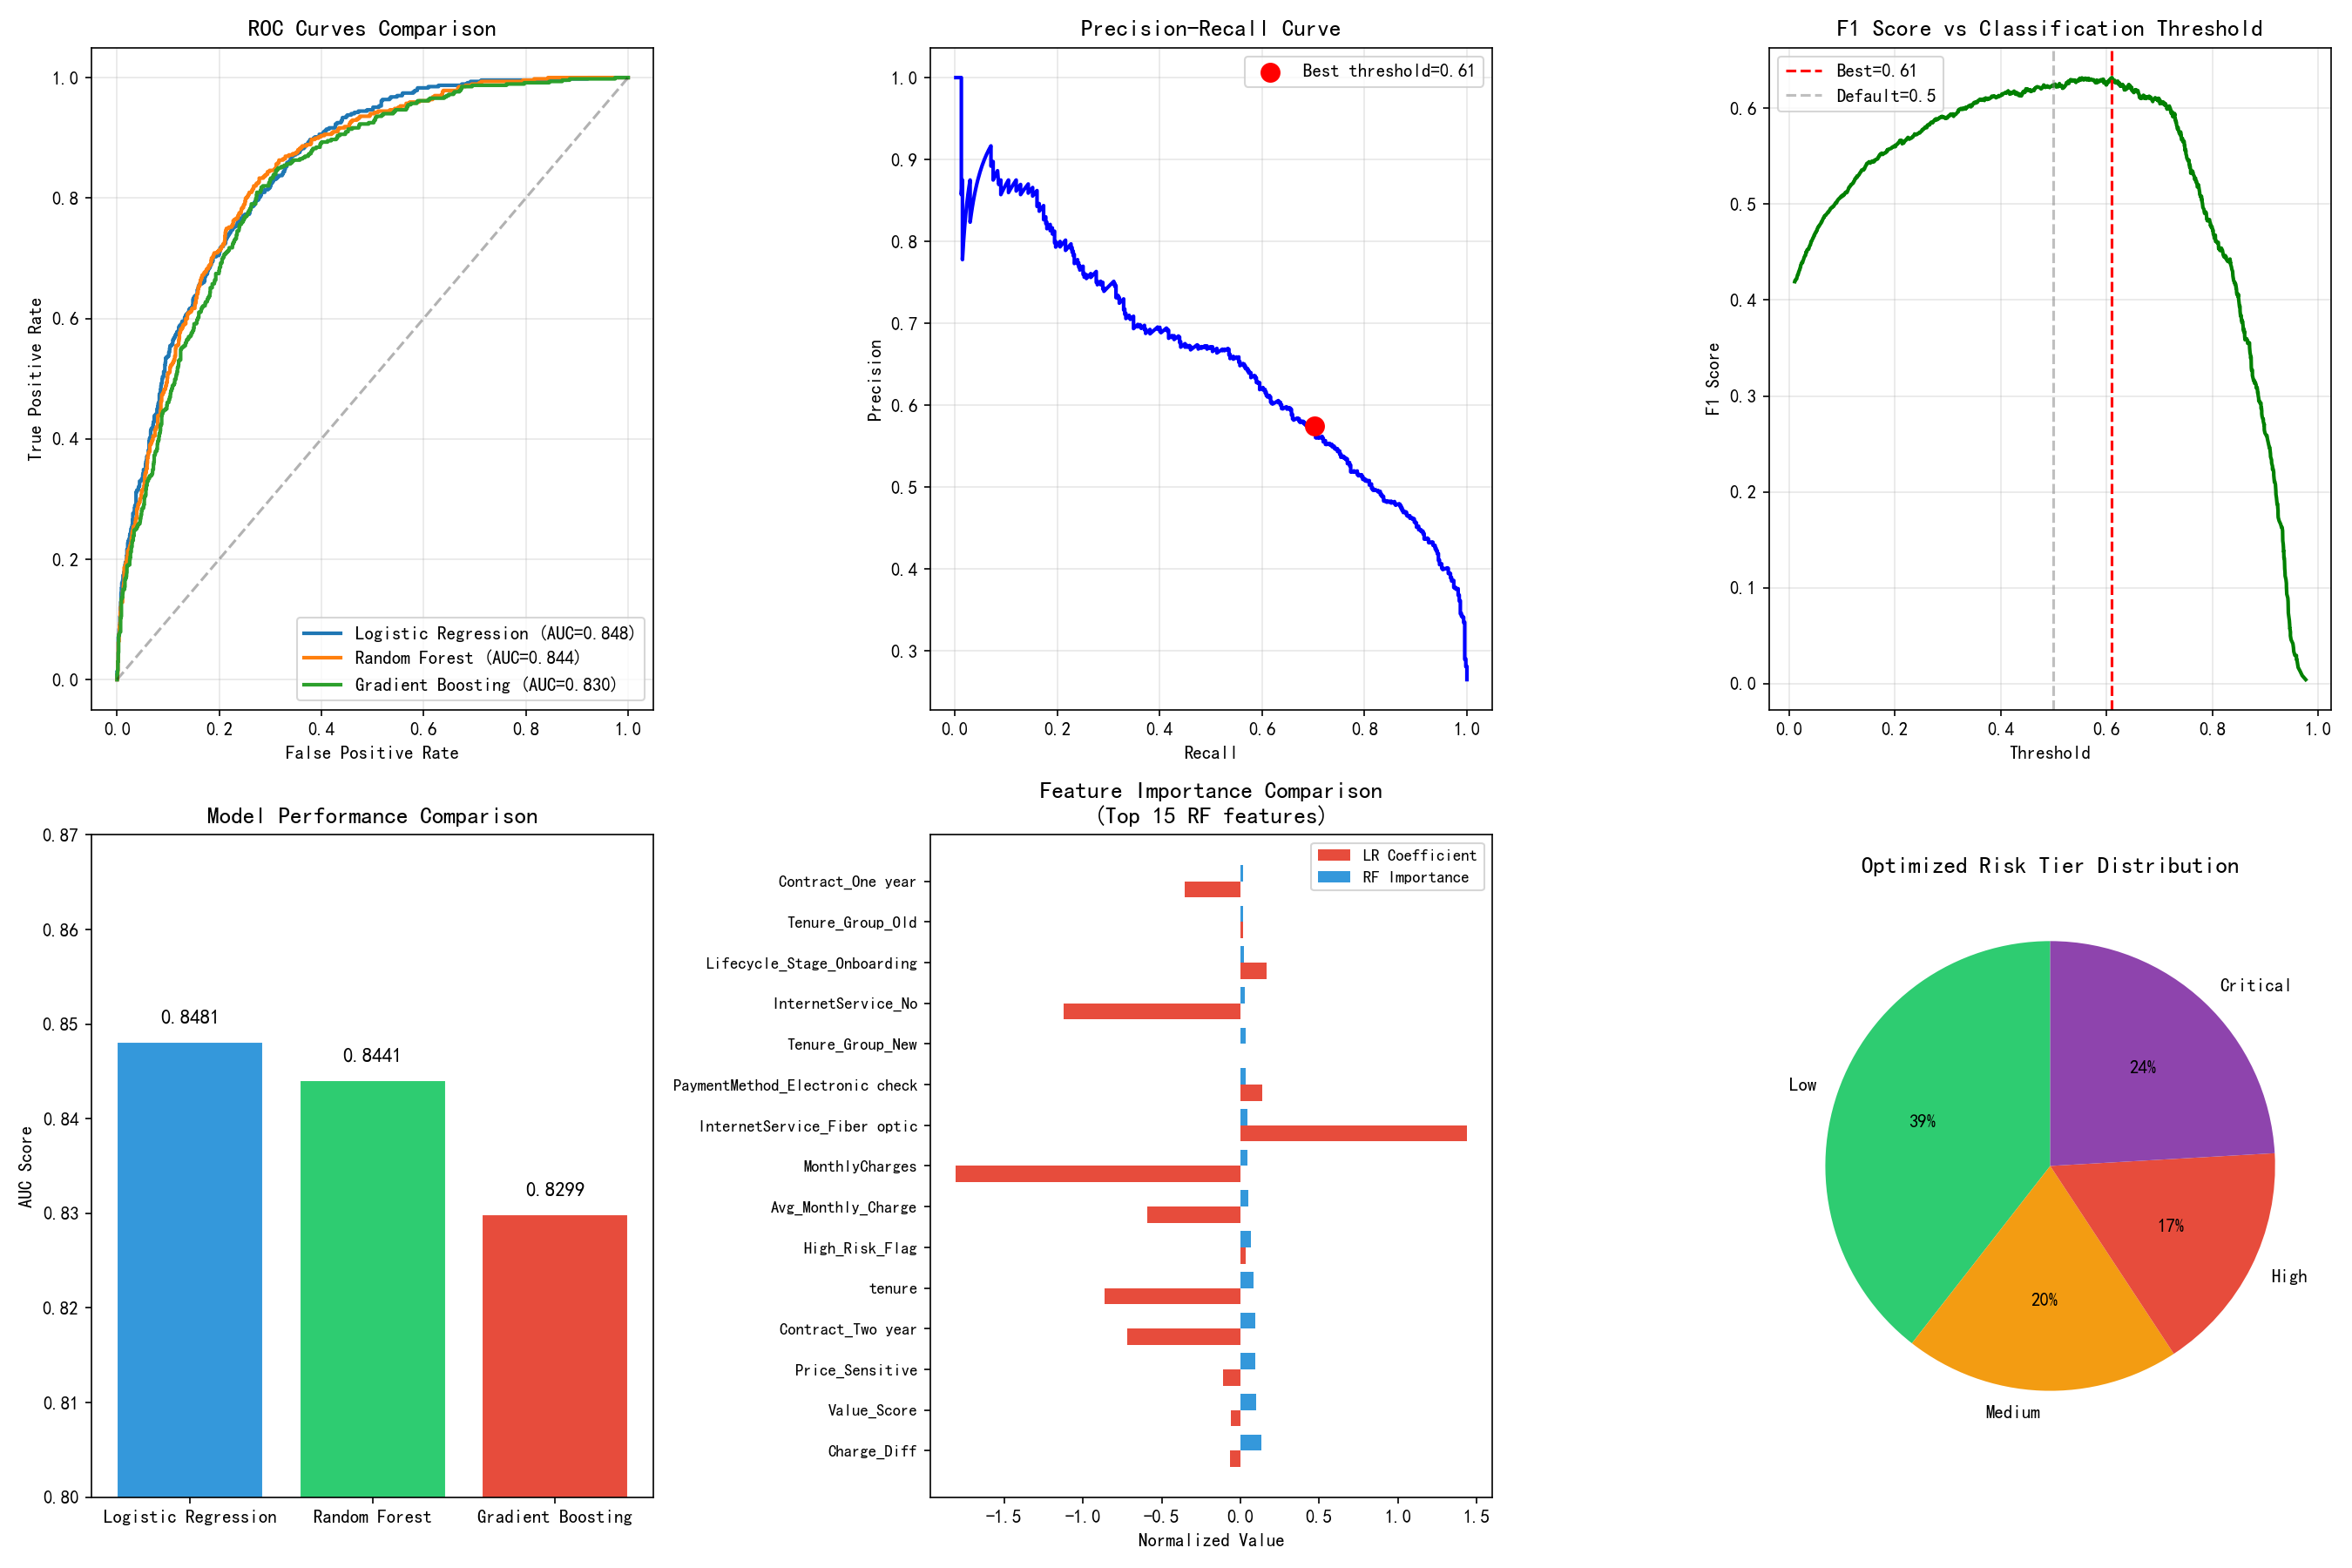 ROC Curves Comparison
1.0
0.8
0.6
0.4
0.2
0.0
True Positive Rate
0.0 0.2 0.4 0.6 0.8 1.0
False Positive Rate
Logistic Regression (AUC=0.848)
Random Forest (AUC=0.844)
Gradient Boosting (AUC=0.830)
Precision-Recall Curve
Best threshold=0.61
1.0
0.9
0.8
0.7
0.6
0.5
0.4
0.3
Precision
0.0 0.2 0.4 0.6 0.8 1.0
Recall
F1 Score vs Classification Threshold
Best=0.61
Default=0.5
0.6
0.5
0.4
0.3
0.2
0.1
0.0
F1 Score
0.0 0.2 0.4 0.6 0.8 1.0
Threshold
Model Performance Comparison
0.87
0.86
0.85
0.84
0.83
0.82
0.81
0.80
AUC Score
0.8481
0.8441
0.8299
Logistic Regression Random Forest Gradient Boosting
Feature Importance Comparison
(Top 15 RF features)
LR Coefficient
RF Importance
Contract_One year
Tenure_Group_Old
Lifecycle_Stage_Onboarding
InternetService_No
Tenure_Group_New
PaymentMethod_Electronic check
InternetService_Fiber optic
MonthlyCharges
Avg_Monthly_Charge
High_Risk_Flag
tenure
Contract_Two year
Price_Sensitive
Value_Score
Charge_Diff
-1.5 -1.0 -0.5 0.0 0.5 1.0 1.5
Normalized Value
Optimized Risk Tier Distribution
Critical
24%
Low
39%
17%
High
20%
Medium